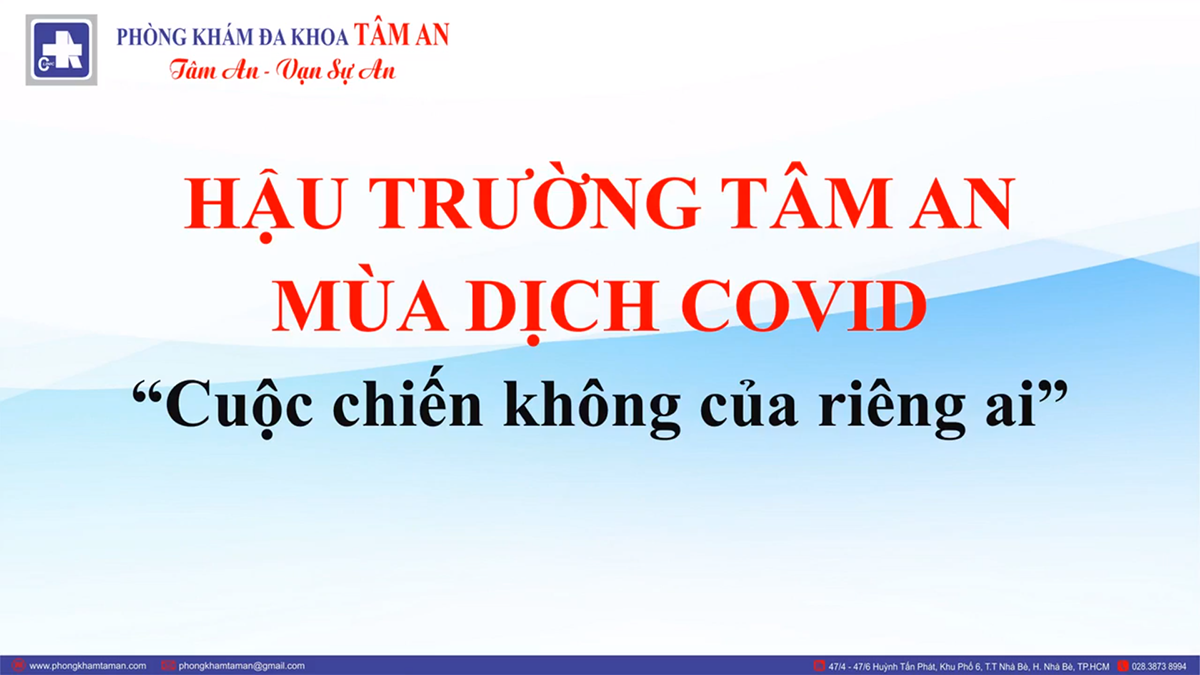 PHÒNG KHÁM ĐA KHOA TÂM AN
Tâm An - Vạn Sự An
HẬU TRƯỜNG TÂM AN
MÙA DỊCH COVID
“Cuộc chiến không của riêng ai”
www.phongkhamtaman.com phongkhamtaman@gmail.com 47/4 - 47/6 Huỳnh Tấn Phát, Khu Phố 6, T.T Nhà Bè, H. Nhà Bè, TP.HCM 028.3873 8994